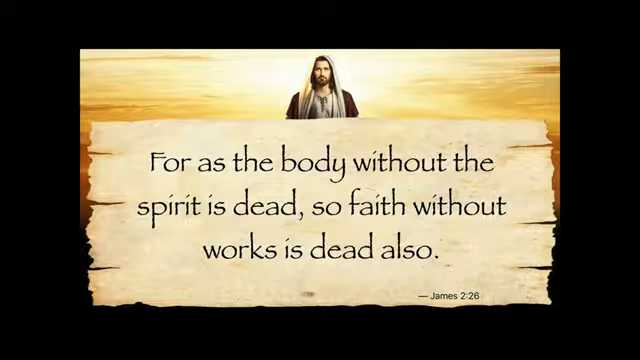 For as the body without the
spirit is dead, so faith without
works is dead also.
— James 2:26